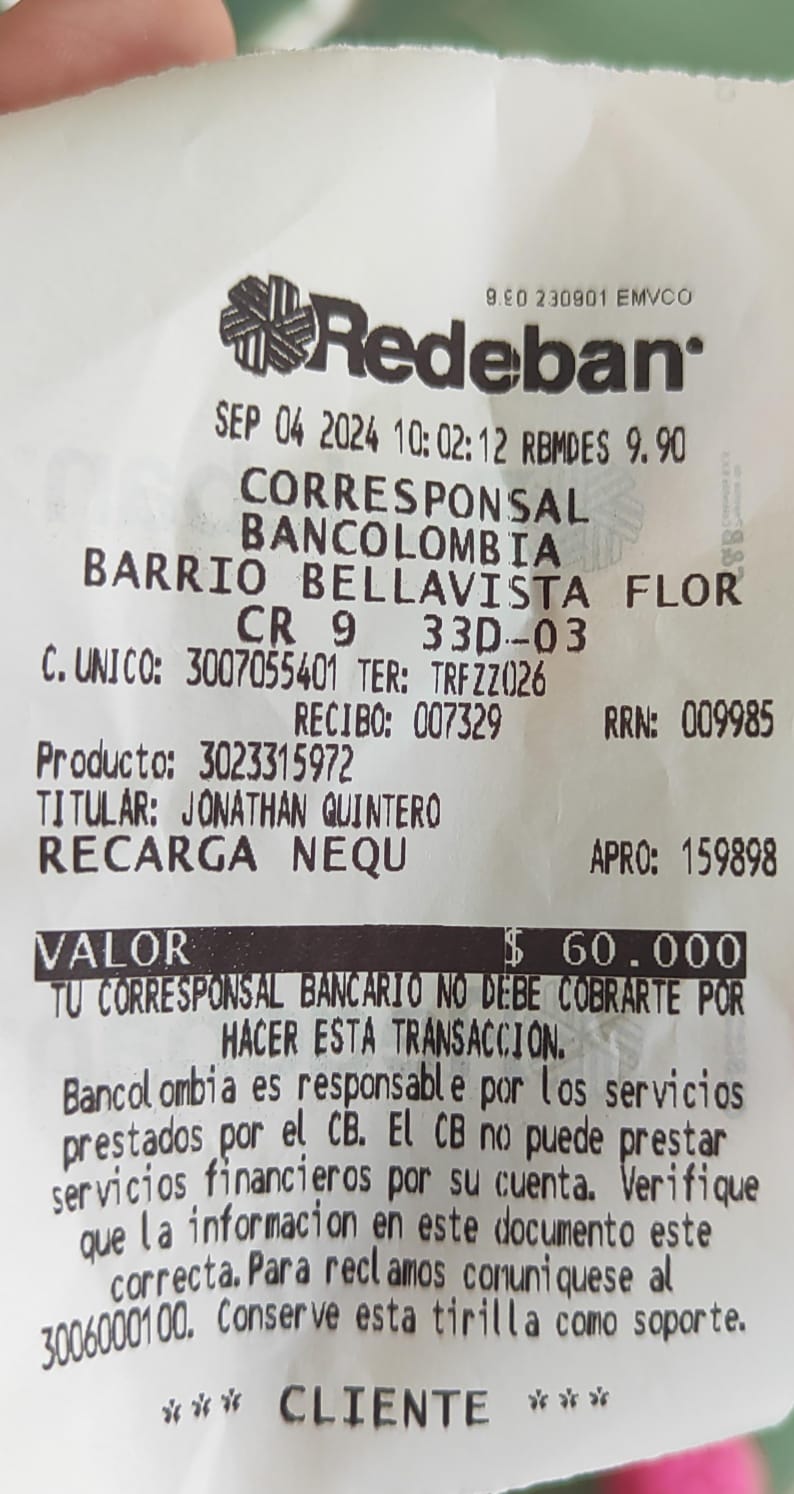 9.90 230901 EMVCO
Redeban
SEP 04 2024 10:02:12 RBMDES 9.90
CORRESPONSAL
BANCOLOMBIA
BARRIO BELLAVISTA FLOR
CR 9 33D-03
C.UNICO: 3007055401 TER: TRFZZ026
RECIBO: 007329 RRN: 009985
Producto: 3023315972
TITULAR: JONATHAN QUINTERO
RECARGA NEQU APRO: 159898
VALOR $ 60.000
TU CORRESPONSAL BANCARIO NO DEBE COBRARTE POR
HACER ESTA TRANSACCION.
Bancolombia es responsable por los servicios
prestados por el CB. El CB no puede prestar
servicios financieros por su cuenta. Verifique
que la informacion en este documento este
correcta.Para reclamos comuniquese al
3006000100. Conserve esta tirilla como soporte.
*** CLIENTE ***